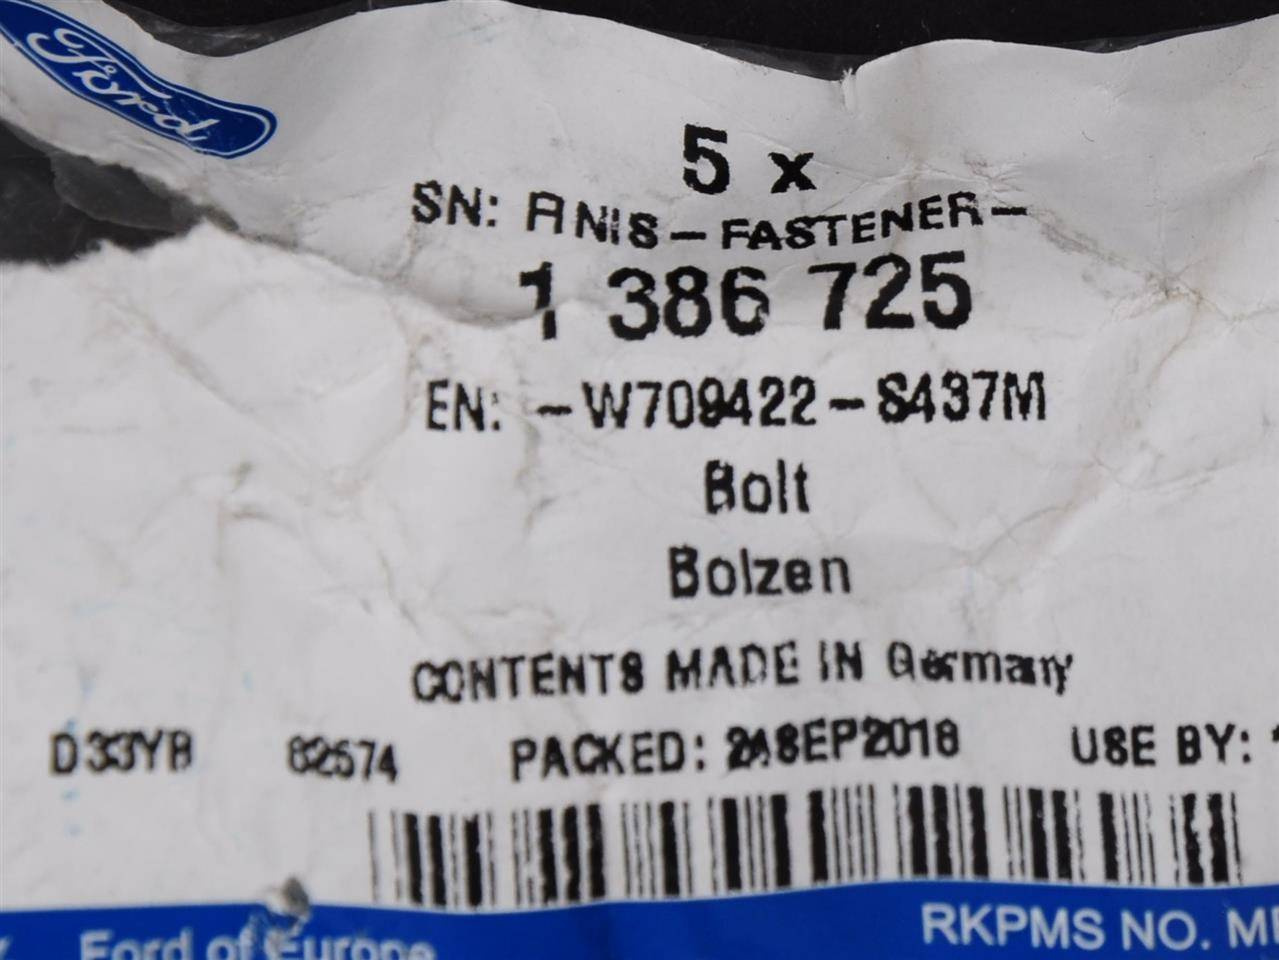 Ford
5 x
SN: FINIS-FASTENER-
1 386 725
EN: -W709422-S437M
Bolt
Bolzen
CONTENTS MADE IN Germany
D33YB 82574 PACKED: SEP2018 USE BY:
Ford of Europe RKPMS NO.